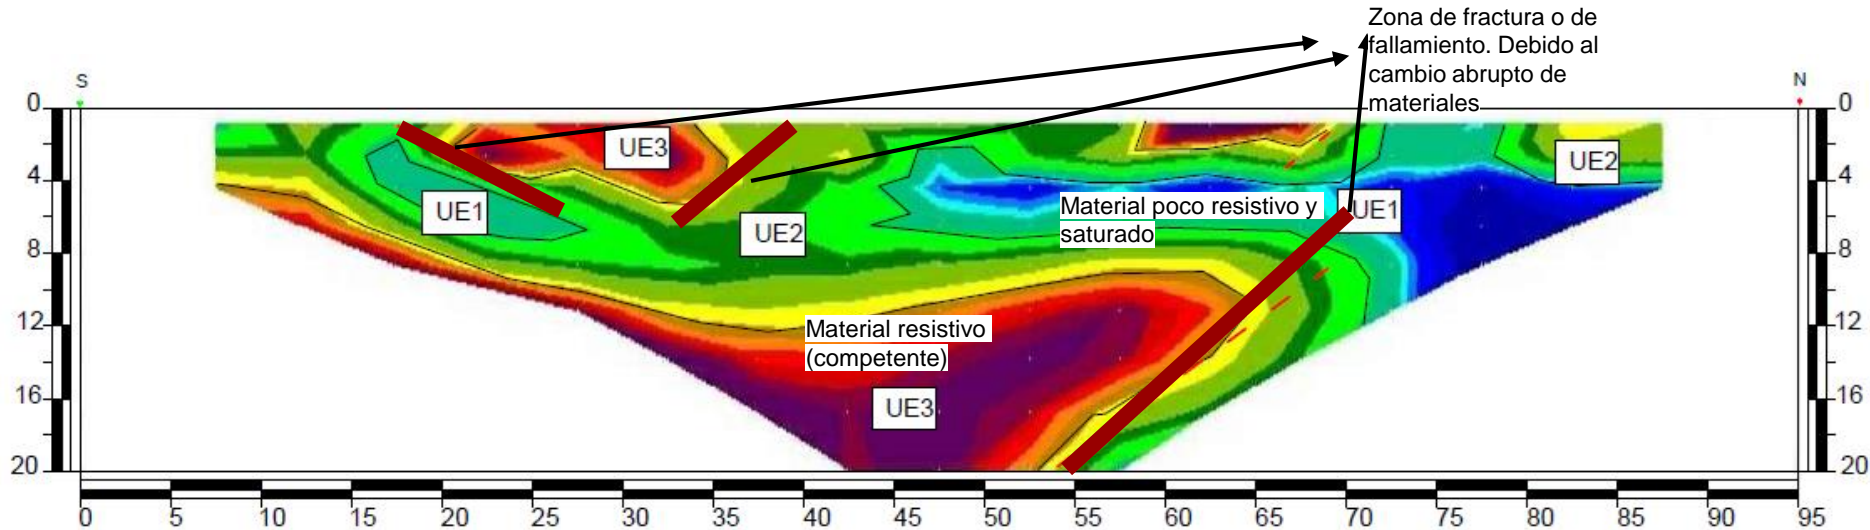 Zona de fractura o de
fallamiento. Debido al
cambio abrupto de
materiales
S
N
0
0
UE3
UE2
4
4
UE1
Material poco resistivo y
saturado
UE1
UE2
8
8
12
12
Material resistivo
(competente)
16
16
UE3
20
20
0 5 10 15 20 25 30 35 40 45 50 55 60 65 70 75 80 85 90 95